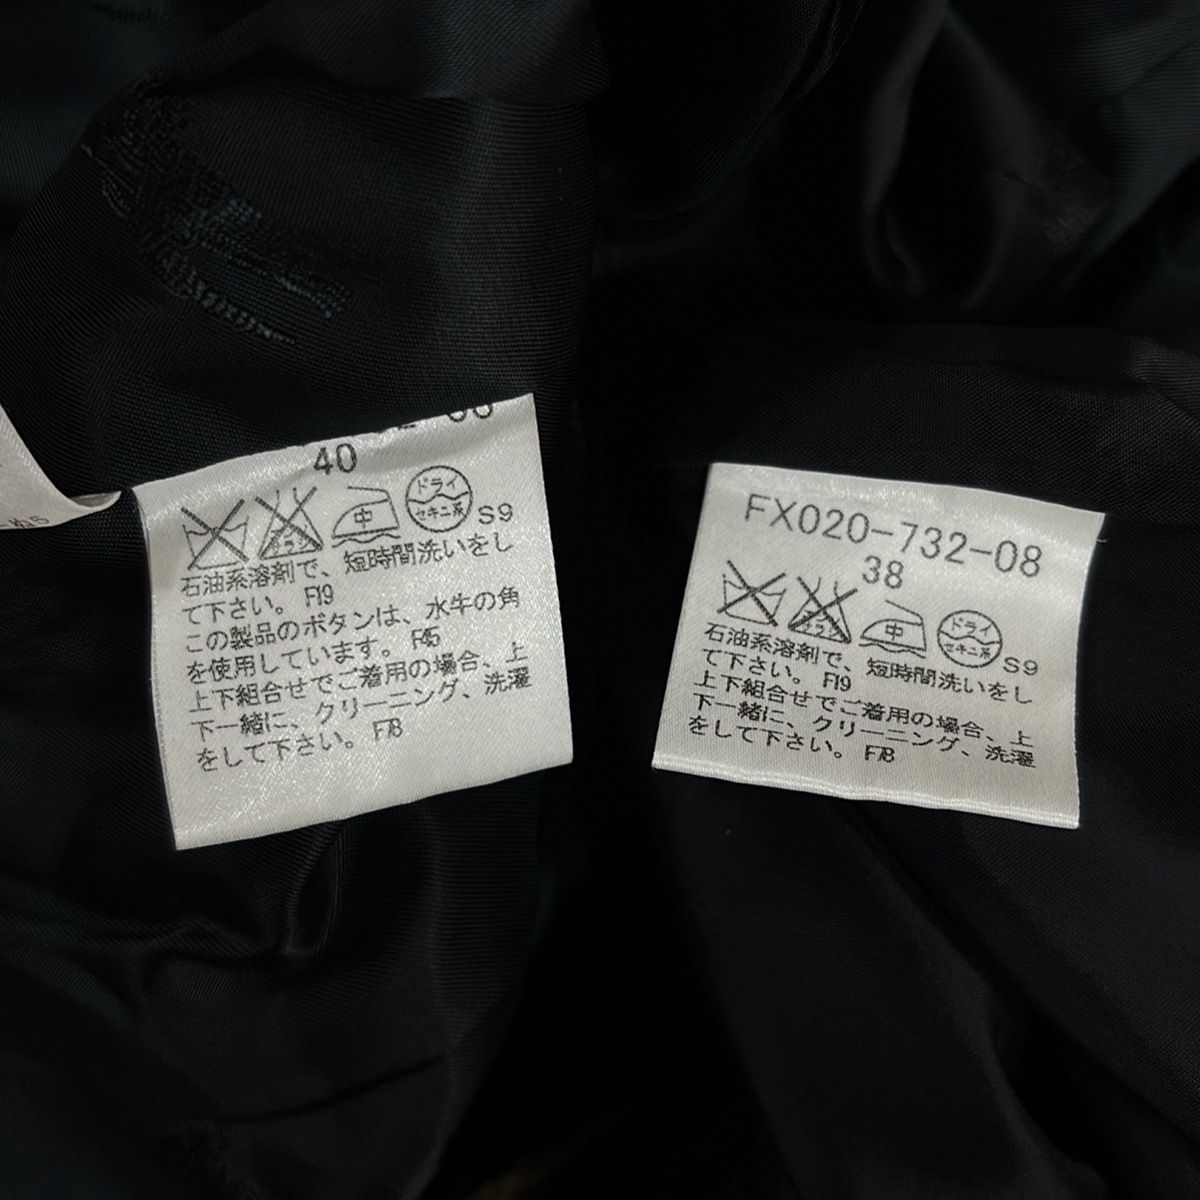 40
ドライ
セキユ系
中
S9
石油系溶剤で、短時間洗いをし
て下さい。 F19
この製品のボタンは、水牛の角
を使用しています。 F45
上下組合せでご着用の場合、上
下一緒に、クリーニング、洗濯
をして下さい。 F78
FX020-732-08
38
ドライ
セキユ系
中
S9
石油系溶剤で、短時間洗いをし
て下さい。 F19
上下組合せでご着用の場合、上
下一緒に、クリーニング、洗濯
をして下さい。 F78